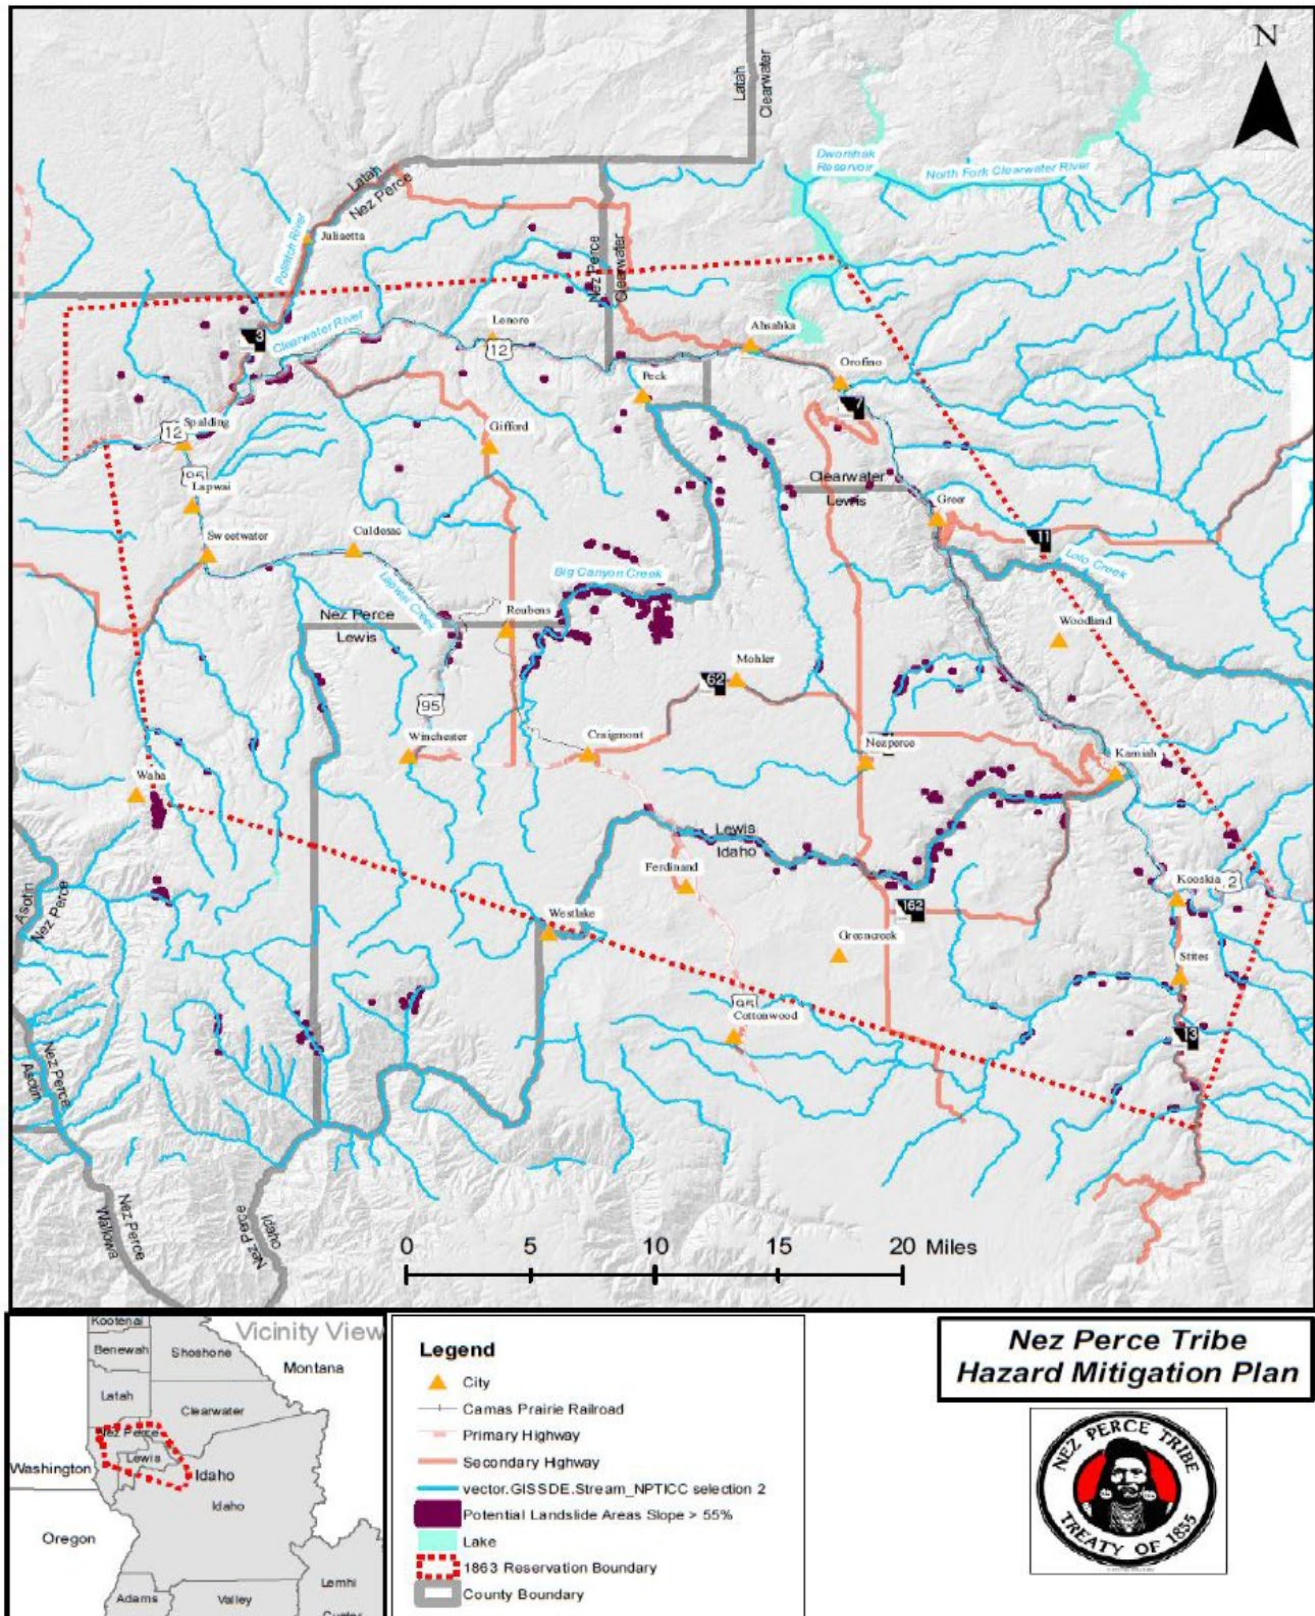 N
Latah
Clearwater
Dworshak
Reservoir
North Fork Clearwater River
Latah
Nez Perce
Potlatch River
Juliaetta
Nez Perce
Clearwater
3
Clearwater River
Lenore
12
Ahsahka
Orofino
Peck
7
12
Spalding
Gifford
95
Lapwai
Clearwater
Lewis
Greer
Sweetwater
Culdesac
11
Lolo Creek
Big Canyon Creek
Lapwai Creek
Nez Perce
Lewis
Reubens
Woodland
Mohler
62
95
Winchester
Craigmont
Nezperce
Kamiah
Waha
Lewis
Idaho
Ferdinand
Kooskia
2
Asotin
Nez Perce
162
Westlake
Greencreek
Stites
95
Cottonwood
13
Nez Perce
Asotin
Nez Perce
Wallowa
Nez Perce
Idaho
0 5 10 15 20 Miles
Vicinity View
Kootenai
Benewah
Shoshone
Montana
Latah
Clearwater
Nez Perce
Lewis
Washington
Idaho
Idaho
Oregon
Lemhi
Adams
Valley
Custer
Legend
City
Camas Prairie Railroad
Primary Highway
Secondary Highway
vector.GISSDE.Stream_NPTICC selection 2
Potential Landslide Areas Slope > 55%
Lake
1863 Reservation Boundary
County Boundary
Nez Perce Tribe
Hazard Mitigation Plan
NEZ PERCE TRIBE
TREATY OF 1855